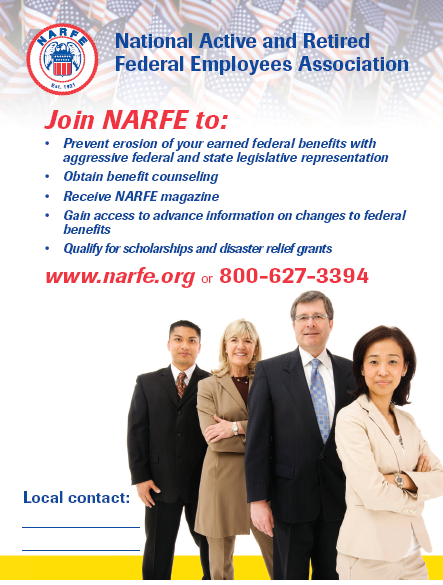 NARFE
Est. 1921
National Active and Retired
Federal Employees Association
Join NARFE to:
• Prevent erosion of your earned federal benefits with
aggressive federal and state legislative representation
• Obtain benefit counseling
• Receive NARFE magazine
• Gain access to advance information on changes to federal
benefits
• Qualify for scholarships and disaster relief grants
www.narfe.org or 800-627-3394
Local contact: